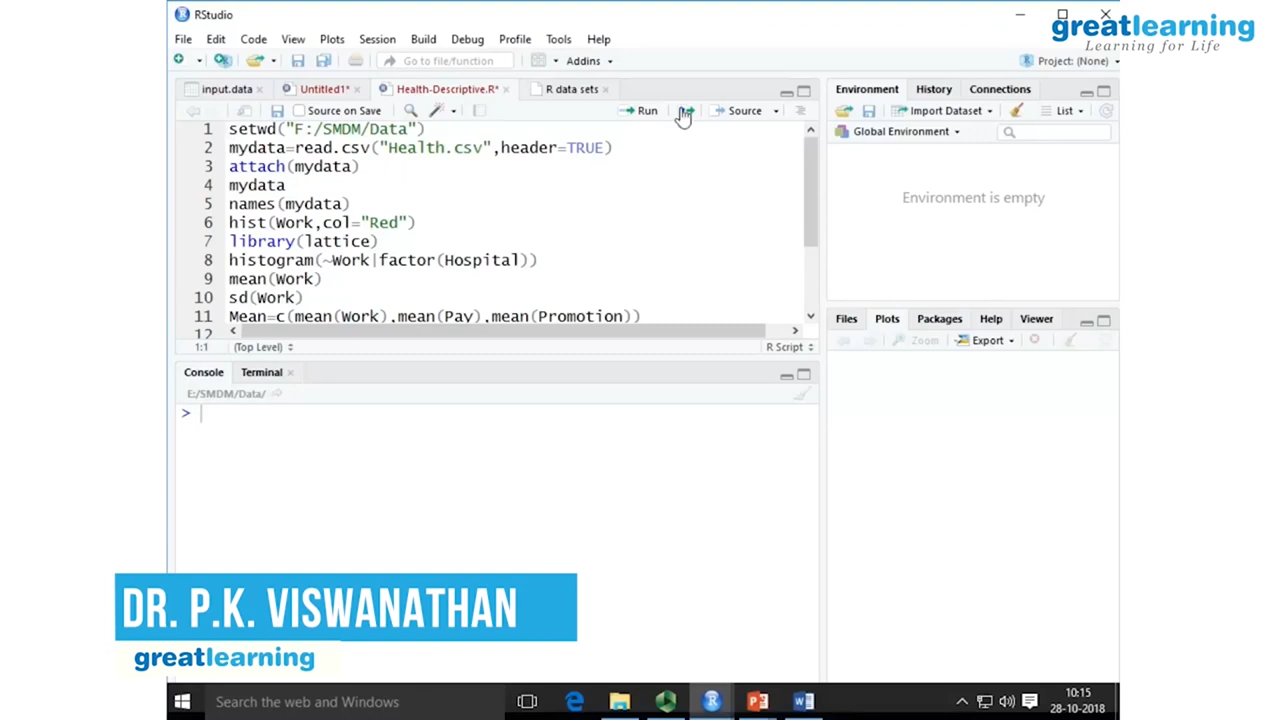 RStudio
greatlearning
Learning for Life
File Edit Code View Plots Session Build Debug Profile Tools Help
Go to file/function Addins Project: (None)
input.data Untitled1* Health-Descriptive.R* R data sets
Source on Save Run Source
1 setwd("F:/SMDM/Data")
2 mydata=read.csv("Health.csv",header=TRUE)
3 attach(mydata)
4 mydata
5 names(mydata)
6 hist(Work,col="Red")
7 library(lattice)
8 histogram(~Work|factor(Hospital))
9 mean(Work)
10 sd(Work)
11 Mean=c(mean(Work),mean(Pay),mean(Promotion))
12
1:1 (Top Level) R Script
Console Terminal
E:/SMDM/Data/
>
Environment History Connections
Import Dataset List
Global Environment
Environment is empty
Files Plots Packages Help Viewer
Zoom Export
DR. P.K. VISWANATHAN
greatlearning
Search the web and Windows
10:15
28-10-2018